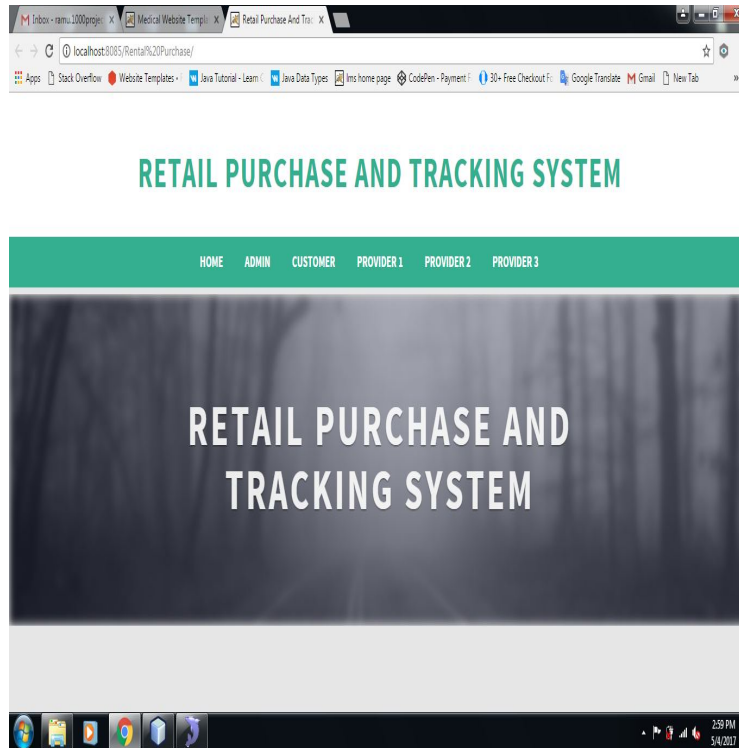 Inbox - ramu.1000projec
Medical Website Templa
Retail Purchase And Trac
localhost:8085/Rental%20Purchase/
Apps Stack Overflow Website Templates - Java Tutorial - Learn Java Data Types lms home page CodePen - Payment F 30+ Free Checkout Fo Google Translate Gmail New Tab »
RETAIL PURCHASE AND TRACKING SYSTEM
HOME ADMIN CUSTOMER PROVIDER 1 PROVIDER 2 PROVIDER 3
RETAIL PURCHASE AND
TRACKING SYSTEM
2:59 PM
5/4/2017